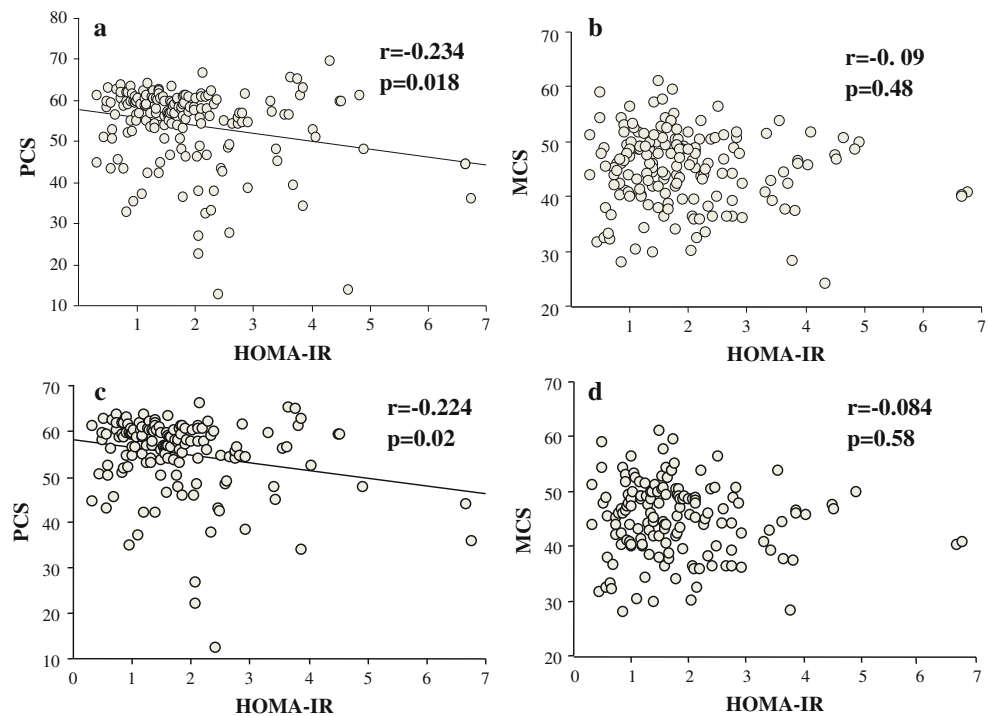 a
r=-0.234
p=0.018
80
70
60
50
40
30
20
10
PCS
1 2 3 4 5 6 7
HOMA-IR
b
r=-0. 09
p=0.48
70
60
50
40
30
20
MCS
1 2 3 4 5 6 7
HOMA-IR
c
r=-0.224
p=0.02
70
60
50
40
30
20
10
PCS
0 1 2 3 4 5 6 7
HOMA-IR
d
r=-0.084
p=0.58
70
60
50
40
30
20
MCS
0 1 2 3 4 5 6 7
HOMA-IR